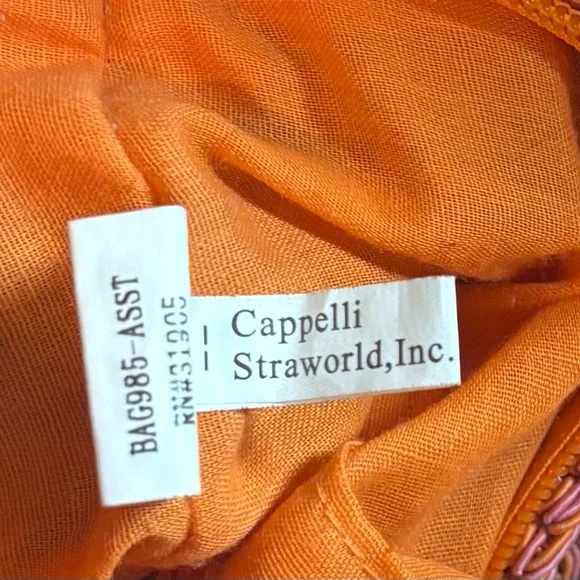 BAG985-ASST
RN#31905
Cappelli
Straworld,Inc.